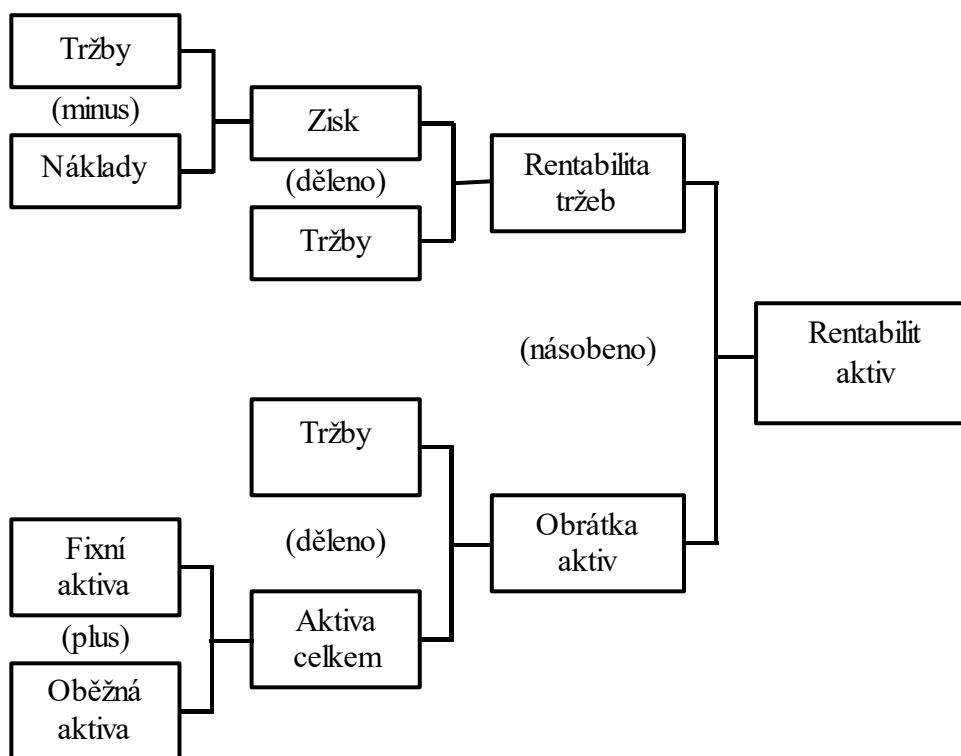 Tržby
(minus)
Náklady
Zisk
(děleno)
Tržby
Rentabilita
tržeb
(násobeno)
Rentabilit
aktiv
Tržby
(děleno)
Obrátka
aktiv
Fixní
aktiva
(plus)
Oběžná
aktiva
Aktiva
celkem